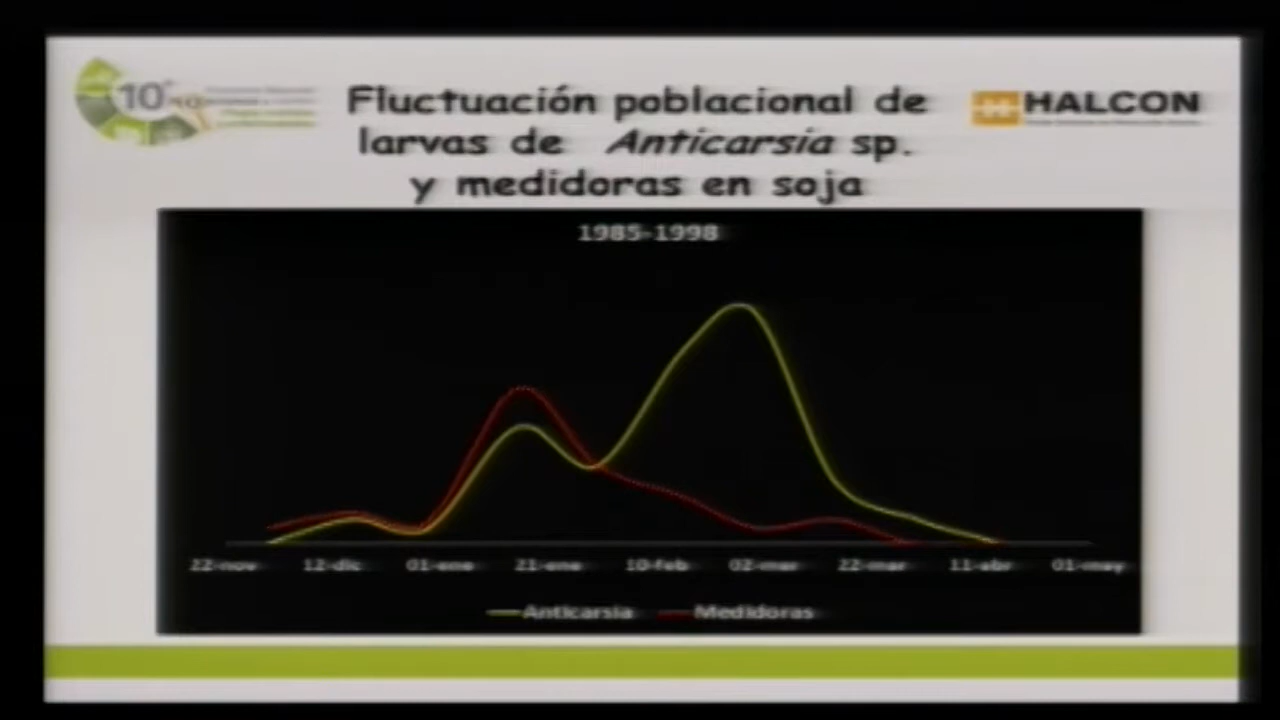 10°
Fluctuación poblacional de
larvas de Anticarsia sp.
y medidoras en soja
HALCON
1985-1998
22-nov 12-dic 01-ene 21-ene 10-feb 02-mar 22-mar 11-abr 01-may
Anticarsia Medidoras